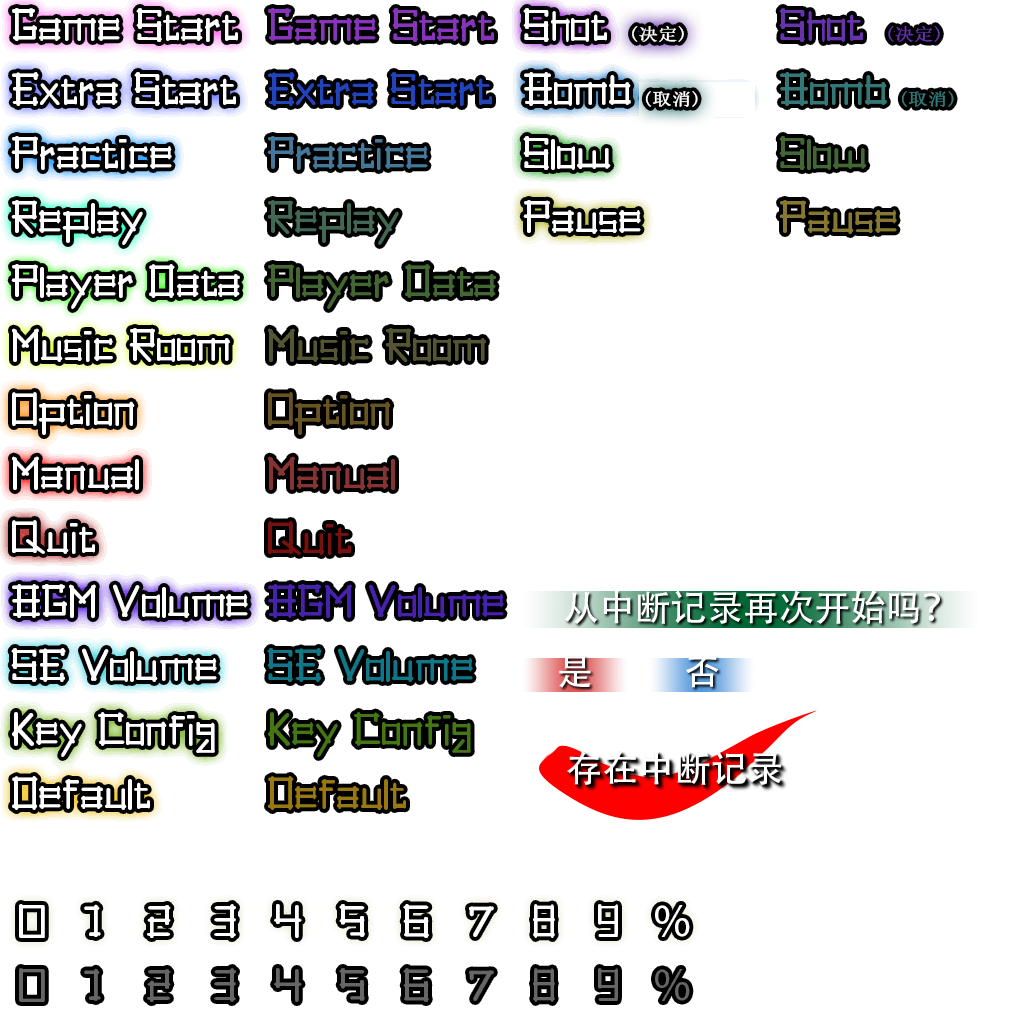 Game Start Game Start Shot (决定) Shot (决定)
Extra Start Extra Start Bomb (取消) Bomb (取消)
Practice Practice Slow Slow
Replay Replay Pause Pause
Player Data Player Data
Music Room Music Room
Option Option
Manual Manual
Quit Quit
BGM Volume BGM Volume 从中断记录再次开始吗?
SE Volume SE Volume 是 否
Key Config Key Config
存在中断记录
Default Default
0 1 2 3 4 5 6 7 8 9 %
0 1 2 3 4 5 6 7 8 9 %